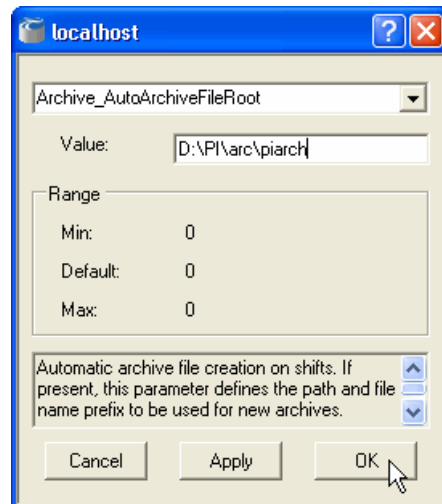 localhost
Archive_AutoArchiveFileRoot
Value: D:\PI\arc\piarch
Range
Min: 0
Default: 0
Max: 0
Automatic archive file creation on shifts. If
present, this parameter defines the path and file
name prefix to be used for new archives.
Cancel Apply OK